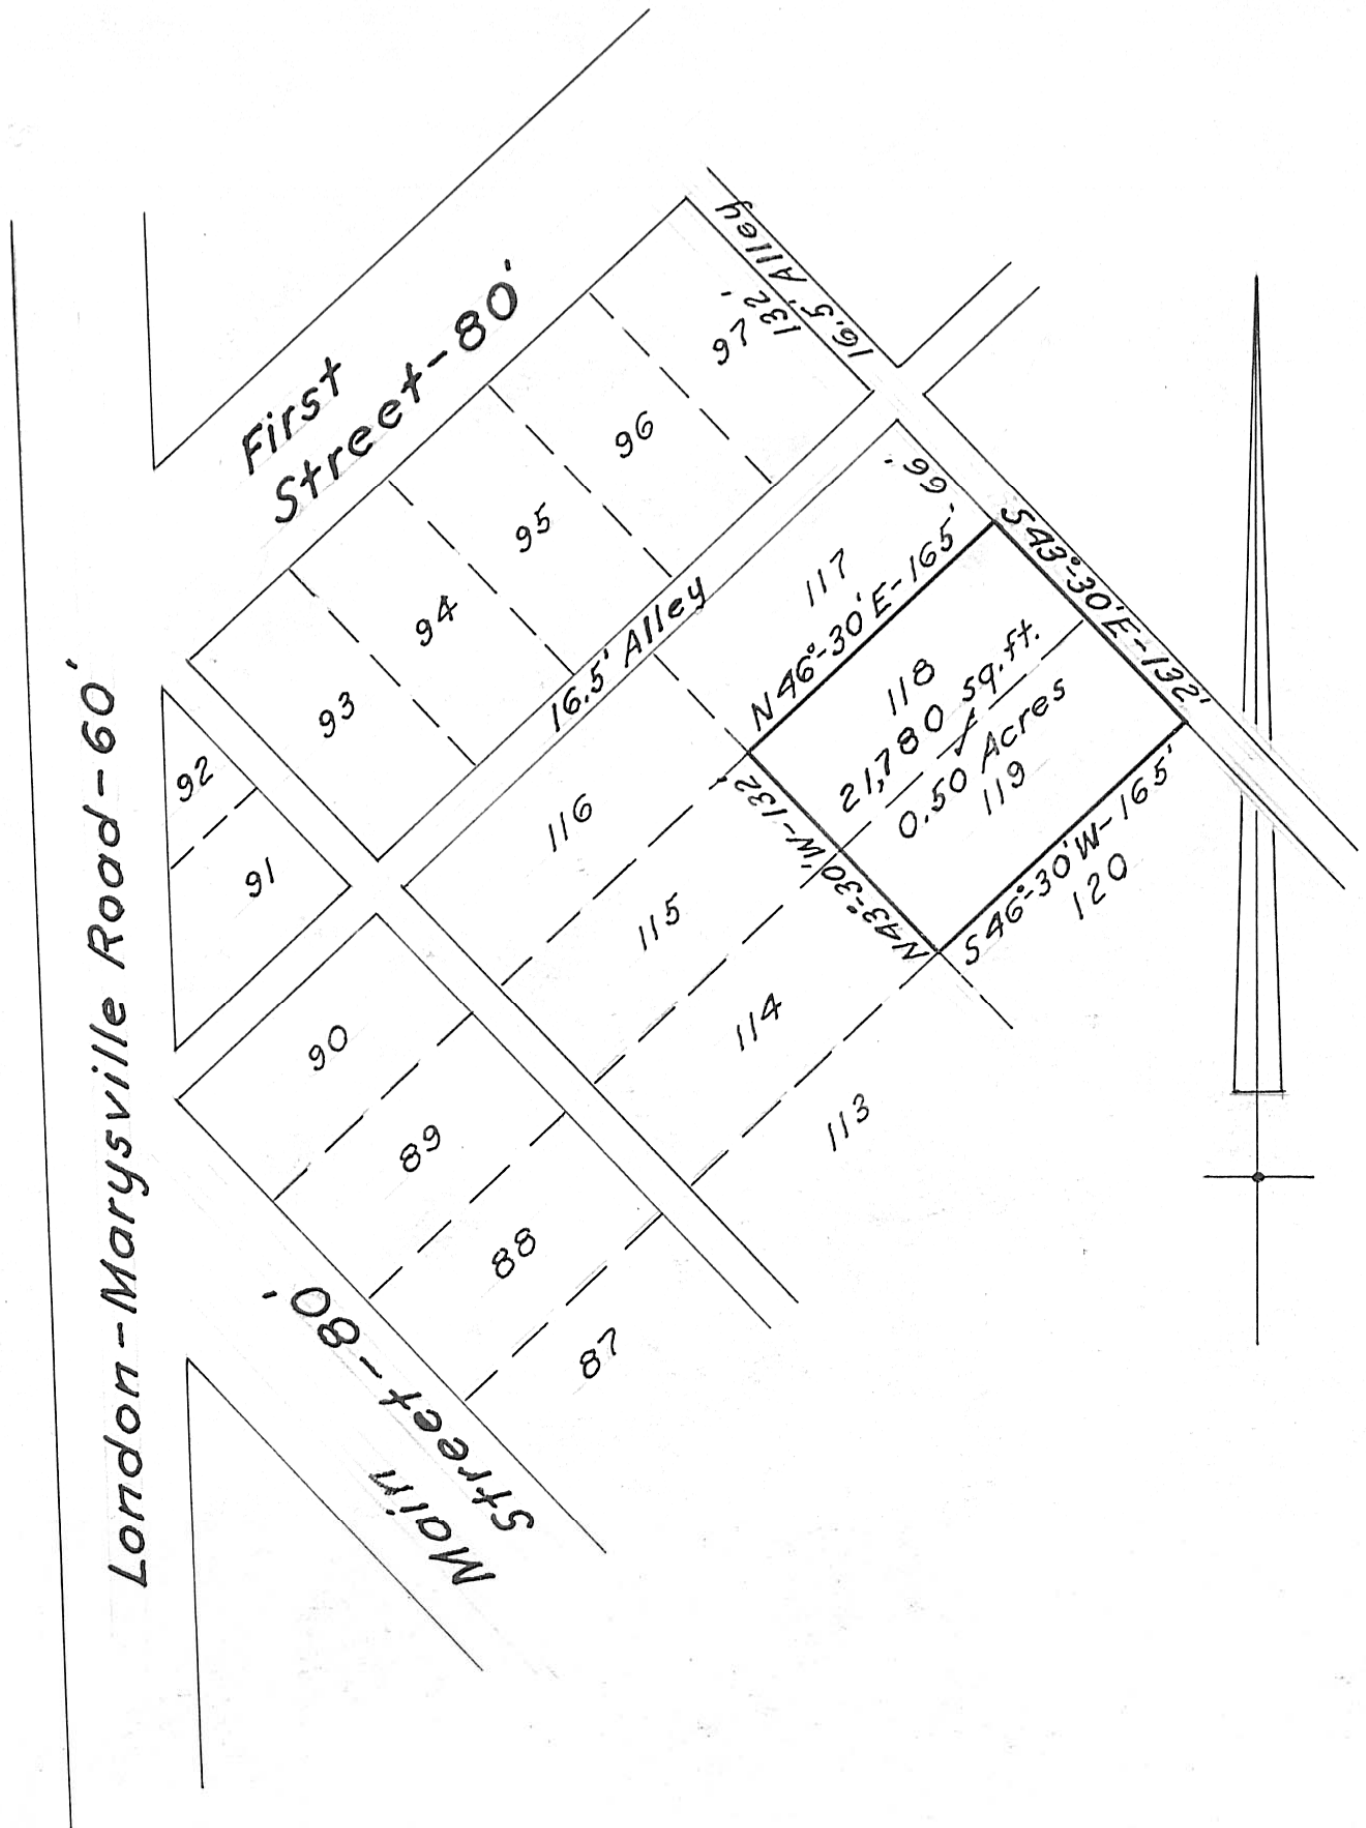 First
Street-80'
16.5' Alley
132'
97
96
95
94
93
92
91
16.5' Alley
66'
117
N46°-30'E-165'
S43°-30'E-132'
118
21,780 sq.ft.
0.50 Acres
119
N43°-30'W-132'
S46°-30'W-165'
120
116
115
114
113
90
89
88
87
London-Marysville Road-60'
Main
Street-80'